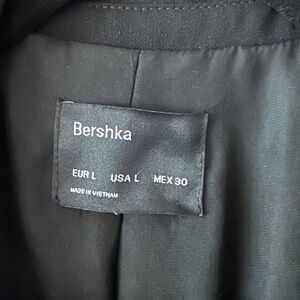 Bershka
EUR L USA L MEX 30
MADE IN VIETNAM